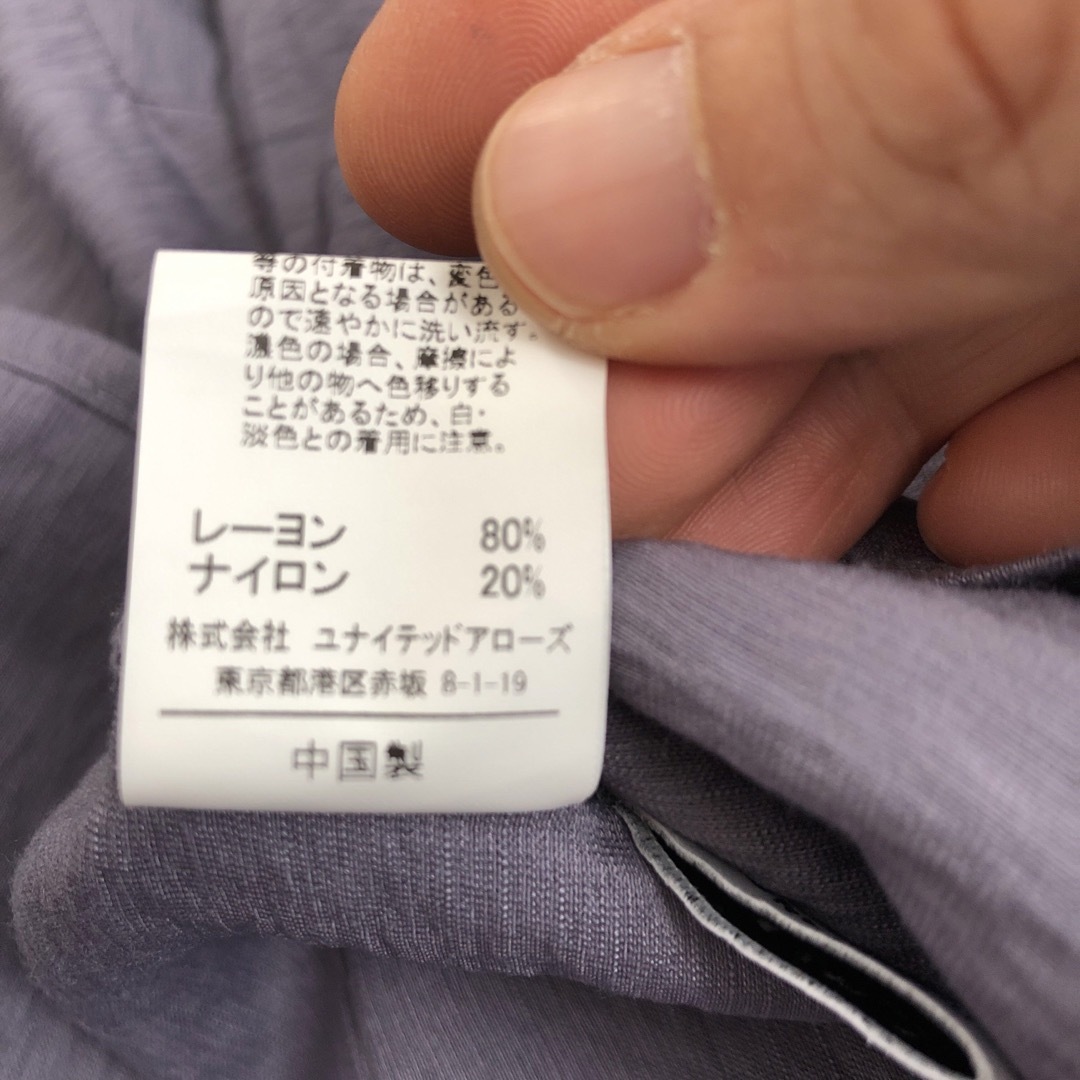 等の付着物は、変色
原因となる場合がある
ので速やかに洗い流す。
濃色の場合、摩擦によ
り他の物へ色移りする
ことがあるため、白・
淡色との着用に注意。
レーヨン 80%
ナイロン 20%
株式会社 ユナイテッドアローズ
東京都港区赤坂 8-1-19
中国製